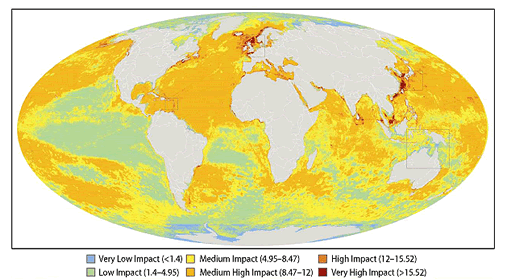 Very Low Impact (<1.4) Medium Impact (4.95–8.47) High Impact (12–15.52)
Low Impact (1.4–4.95) Medium High Impact (8.47–12) Very High Impact (>15.52)